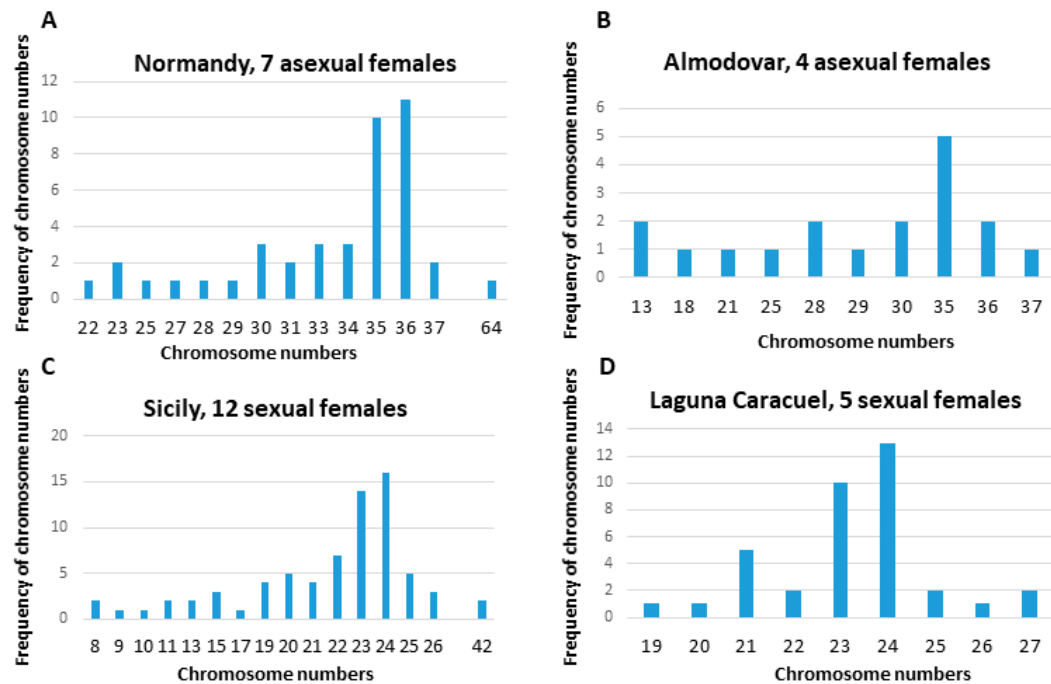 A
Normandy, 7 asexual females
Frequency of chromosome numbers
12
10
8
6
4
2
0
22 23 25 27 28 29 30 31 33 34 35 36 37 64
Chromosome numbers
B
Almodovar, 4 asexual females
Frequency of chromosome numbers
6
5
4
3
2
1
0
13 18 21 25 28 29 30 35 36 37
Chromosome numbers
C
Sicily, 12 sexual females
Frequency of chromosome numbers
20
15
10
5
0
8 9 10 11 13 15 17 19 20 21 22 23 24 25 26 42
Chromosome numbers
D
Laguna Caracuel, 5 sexual females
Frequency of chromosome numbers
14
12
10
8
6
4
2
0
19 20 21 22 23 24 25 26 27
Chromosome numbers